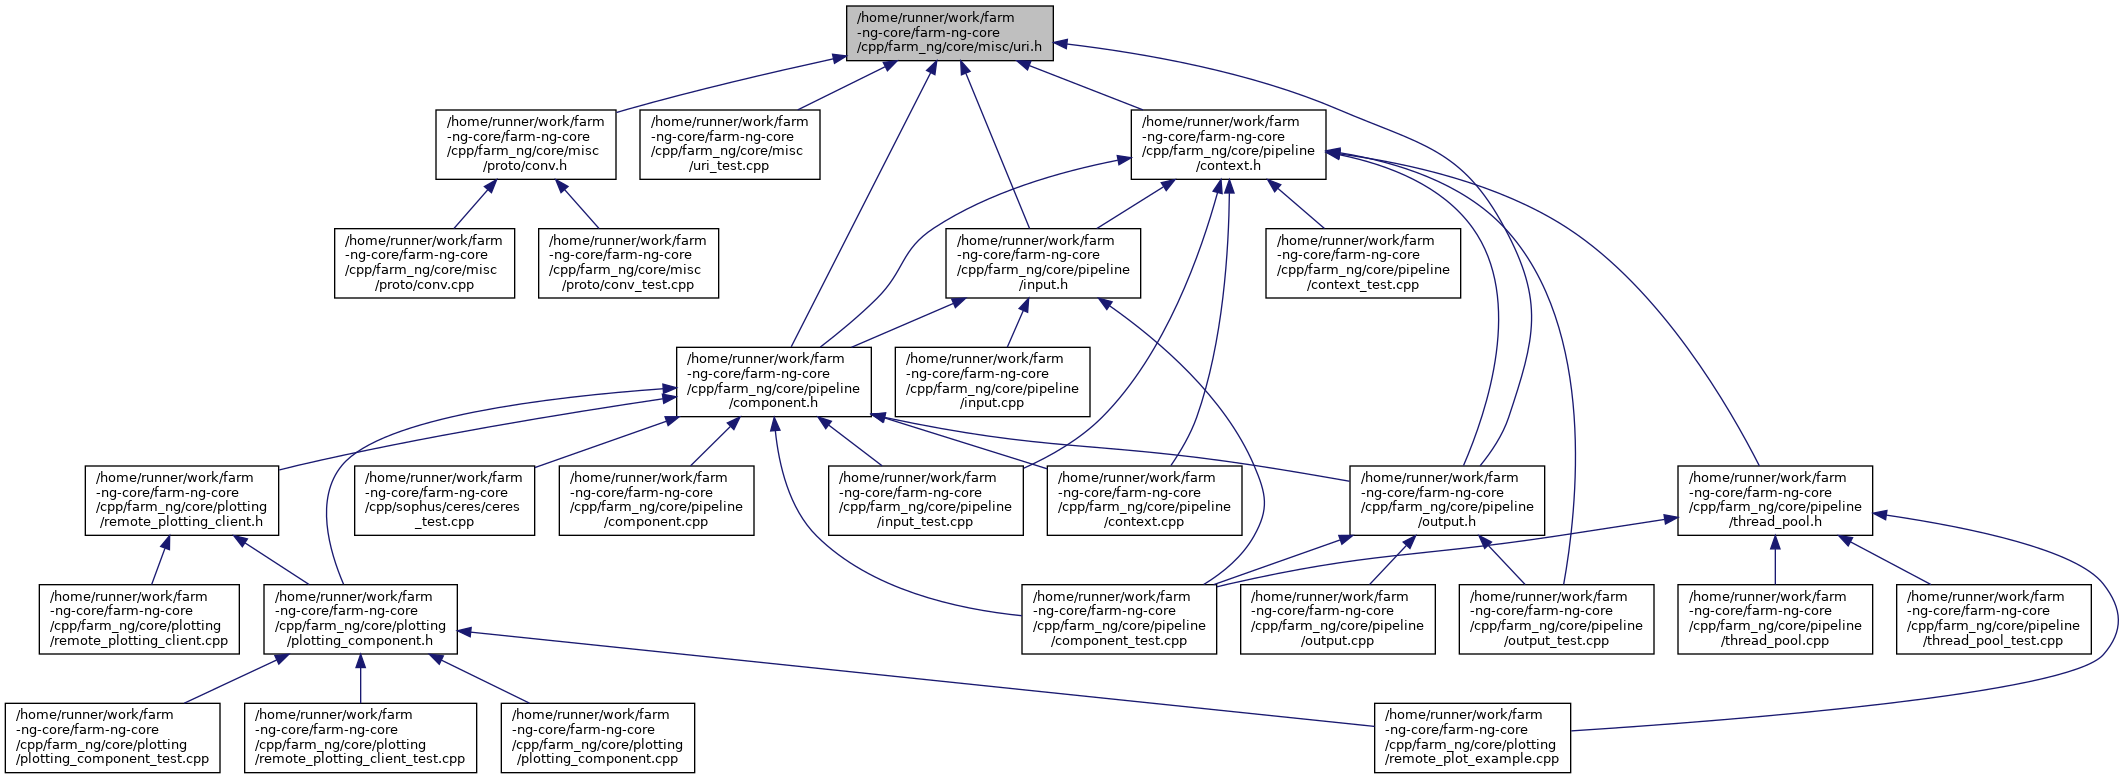 /home/runner/work/farm
-ng-core/farm-ng-core
/cpp/farm_ng/core/misc/uri.h
/home/runner/work/farm
-ng-core/farm-ng-core
/cpp/farm_ng/core/misc
/proto/conv.h
/home/runner/work/farm
-ng-core/farm-ng-core
/cpp/farm_ng/core/misc
/uri_test.cpp
/home/runner/work/farm
-ng-core/farm-ng-core
/cpp/farm_ng/core/pipeline
/context.h
/home/runner/work/farm
-ng-core/farm-ng-core
/cpp/farm_ng/core/misc
/proto/conv.cpp
/home/runner/work/farm
-ng-core/farm-ng-core
/cpp/farm_ng/core/misc
/proto/conv_test.cpp
/home/runner/work/farm
-ng-core/farm-ng-core
/cpp/farm_ng/core/pipeline
/input.h
/home/runner/work/farm
-ng-core/farm-ng-core
/cpp/farm_ng/core/pipeline
/context_test.cpp
/home/runner/work/farm
-ng-core/farm-ng-core
/cpp/farm_ng/core/pipeline
/component.h
/home/runner/work/farm
-ng-core/farm-ng-core
/cpp/farm_ng/core/pipeline
/input.cpp
/home/runner/work/farm
-ng-core/farm-ng-core
/cpp/farm_ng/core/plotting
/remote_plotting_client.h
/home/runner/work/farm
-ng-core/farm-ng-core
/cpp/sophus/ceres/ceres
_test.cpp
/home/runner/work/farm
-ng-core/farm-ng-core
/cpp/farm_ng/core/pipeline
/component.cpp
/home/runner/work/farm
-ng-core/farm-ng-core
/cpp/farm_ng/core/pipeline
/input_test.cpp
/home/runner/work/farm
-ng-core/farm-ng-core
/cpp/farm_ng/core/pipeline
/context.cpp
/home/runner/work/farm
-ng-core/farm-ng-core
/cpp/farm_ng/core/pipeline
/output.h
/home/runner/work/farm
-ng-core/farm-ng-core
/cpp/farm_ng/core/pipeline
/thread_pool.h
/home/runner/work/farm
-ng-core/farm-ng-core
/cpp/farm_ng/core/plotting
/remote_plotting_client.cpp
/home/runner/work/farm
-ng-core/farm-ng-core
/cpp/farm_ng/core/plotting
/plotting_component.h
/home/runner/work/farm
-ng-core/farm-ng-core
/cpp/farm_ng/core/pipeline
/component_test.cpp
/home/runner/work/farm
-ng-core/farm-ng-core
/cpp/farm_ng/core/pipeline
/output.cpp
/home/runner/work/farm
-ng-core/farm-ng-core
/cpp/farm_ng/core/pipeline
/output_test.cpp
/home/runner/work/farm
-ng-core/farm-ng-core
/cpp/farm_ng/core/pipeline
/thread_pool.cpp
/home/runner/work/farm
-ng-core/farm-ng-core
/cpp/farm_ng/core/pipeline
/thread_pool_test.cpp
/home/runner/work/farm
-ng-core/farm-ng-core
/cpp/farm_ng/core/plotting
/plotting_component_test.cpp
/home/runner/work/farm
-ng-core/farm-ng-core
/cpp/farm_ng/core/plotting
/remote_plotting_client_test.cpp
/home/runner/work/farm
-ng-core/farm-ng-core
/cpp/farm_ng/core/plotting
/plotting_component.cpp
/home/runner/work/farm
-ng-core/farm-ng-core
/cpp/farm_ng/core/plotting
/remote_plot_example.cpp